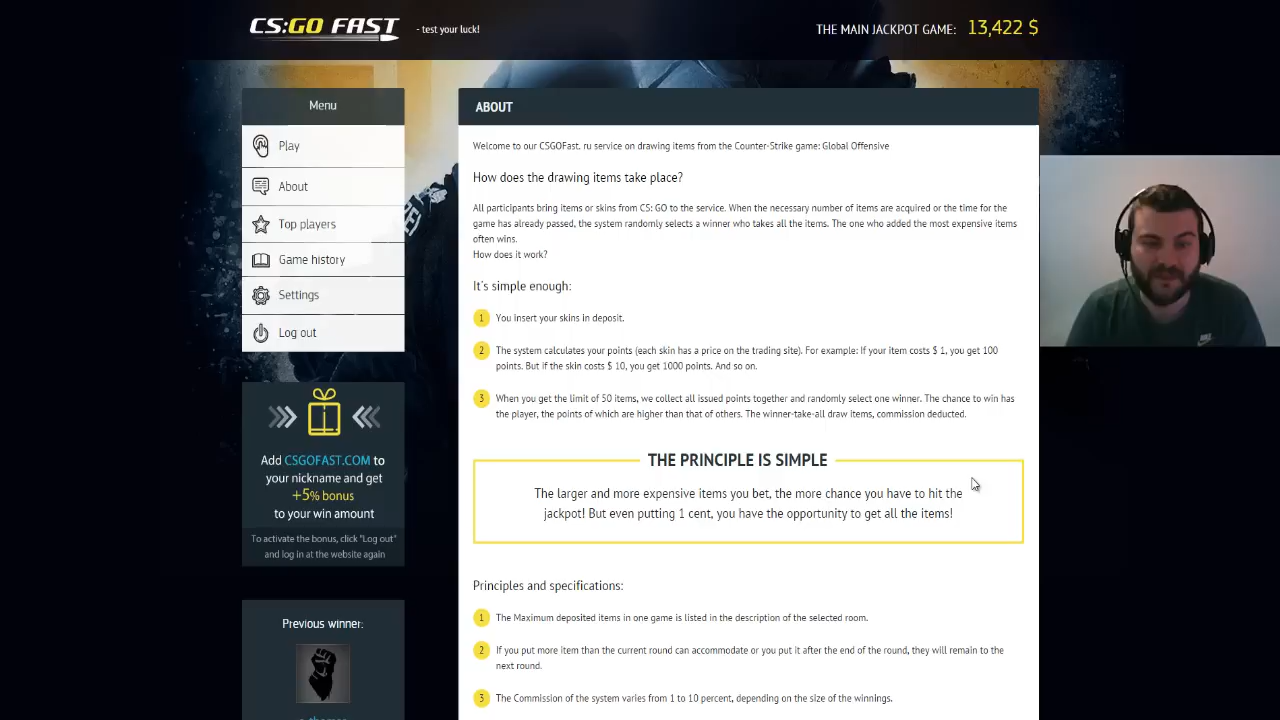 CS:GO FAST
- test your luck!
THE MAIN JACKPOT GAME: 13,422 $
Menu
Play
About
Top players
Game history
Settings
Log out
Add CSGOFAST.COM to
your nickname and get
+5% bonus
to your win amount
To activate the bonus, click "Log out"
and log in at the website again
Previous winner:
ABOUT
Welcome to our CSGOFast. ru service on drawing items from the Counter-Strike game: Global Offensive
How does the drawing items take place?
All participants bring items or skins from CS: GO to the service. When the necessary number of items are acquired or the time for the
game has already passed, the system randomly selects a winner who takes all the items. The one who added the most expensive items
often wins.
How does it work?
It's simple enough:
1 You Insert your skins in deposit.
2 The system calculates your points (each skin has a price on the trading site). For example: If your item costs $ 1, you get 100
points. But if the skin costs $ 10, you get 1000 points. And so on.
3 When you get the limit of 50 items, we collect all issued points together and randomly select one winner. The chance to win has
the player, the points of which are higher than that of others. The winner-take-all draw items, commission deducted.
THE PRINCIPLE IS SIMPLE
The larger and more expensive items you bet, the more chance you have to hit the
jackpot! But even putting 1 cent, you have the opportunity to get all the items!
Principles and specifications:
1 The Maximum deposited items in one game is listed in the description of the selected room.
2 If you put more item than the current round can accommodate or you put it after the end of the round, they will remain to the
next round.
3 The Commission of the system varies from 1 to 10 percent, depending on the size of the winnings.